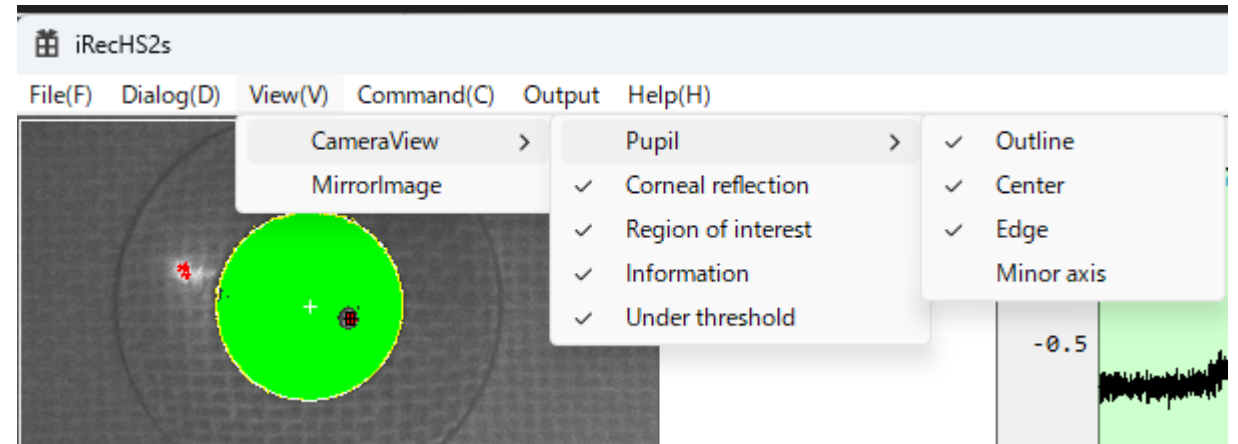 iRecHS2s
File(F) Dialog(D) View(V) Command(C) Output Help(H)
CameraView
MirrorImage
Pupil
Corneal reflection
Region of interest
Information
Under threshold
Outline
Center
Edge
Minor axis
-0.5